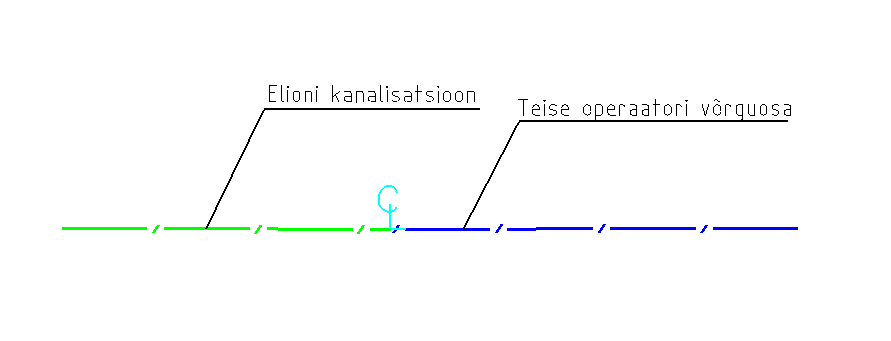 Elioni kanalisatsioon
Teise operaatori võrguosa